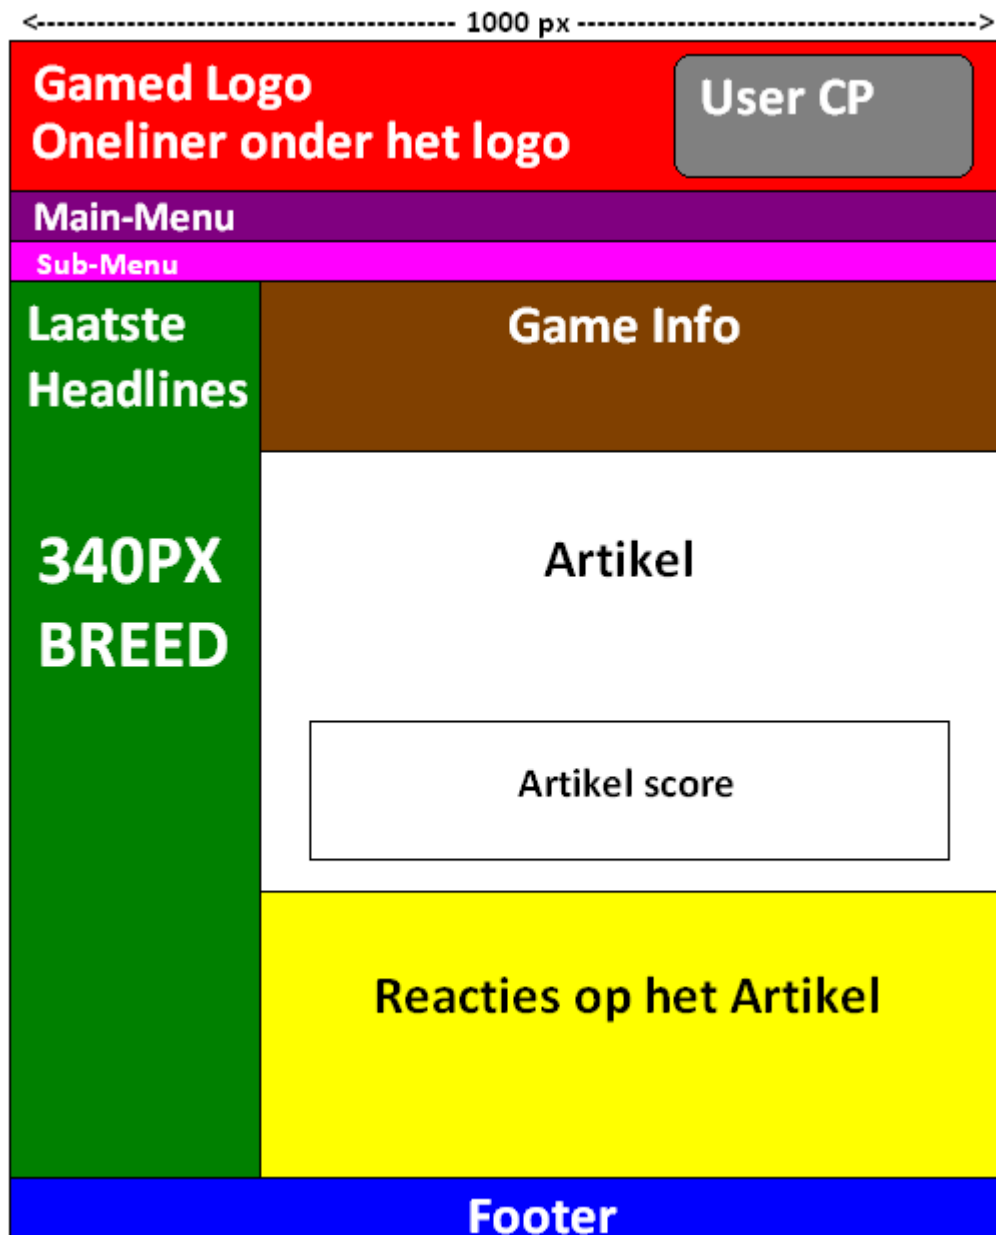 <--------------------------------------- 1000 px ------------------------------------->
Gamed Logo
Oneliner onder het logo
User CP
Main-Menu
Sub-Menu
Laatste
Headlines
Game Info
340PX
BREED
Artikel
Artikel score
Reacties op het Artikel
Footer